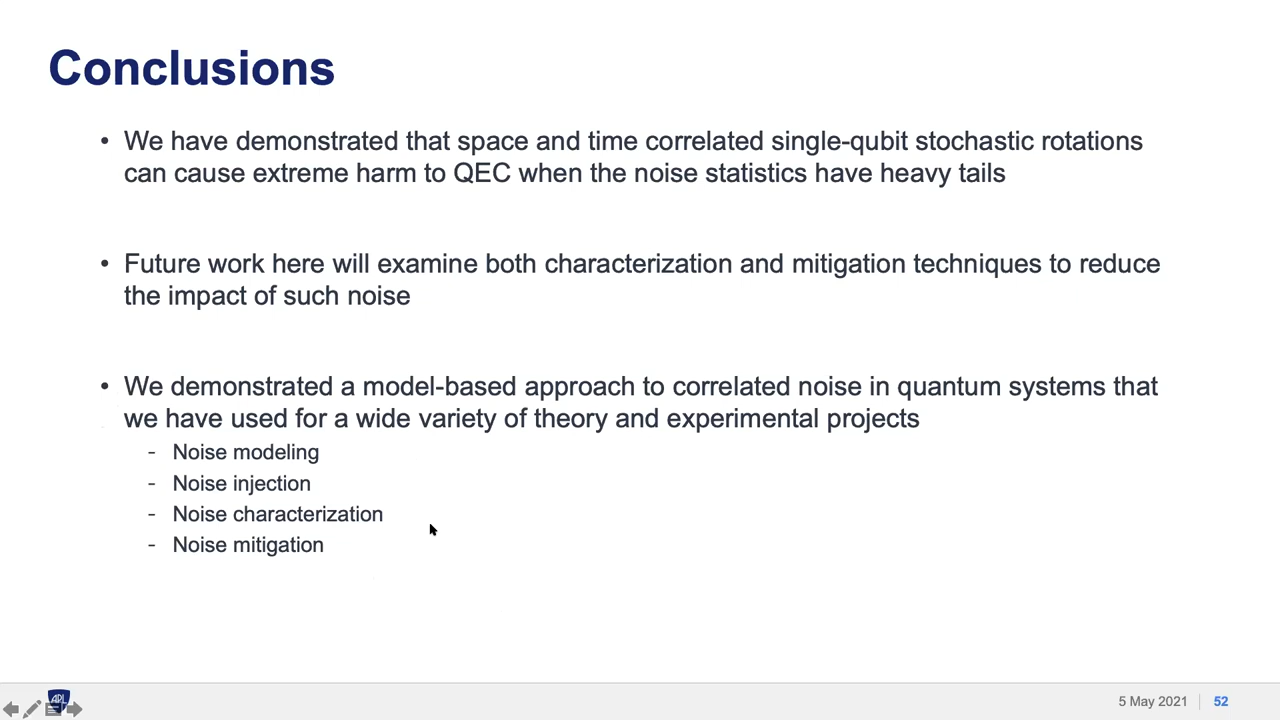 Conclusions
• We have demonstrated that space and time correlated single-qubit stochastic rotations
can cause extreme harm to QEC when the noise statistics have heavy tails
• Future work here will examine both characterization and mitigation techniques to reduce
the impact of such noise
• We demonstrated a model-based approach to correlated noise in quantum systems that
we have used for a wide variety of theory and experimental projects
- Noise modeling
- Noise injection
- Noise characterization
- Noise mitigation
APL
5 May 2021 52